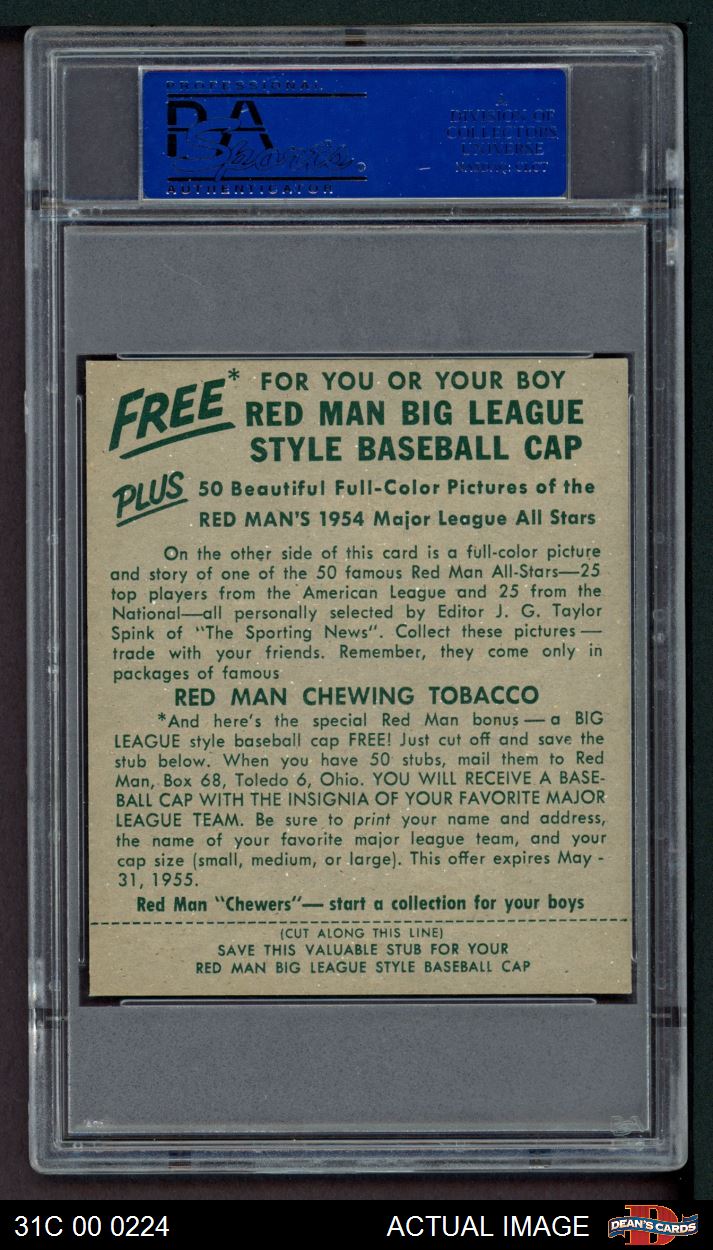 PROFESSIONAL
PSA
Sports
AUTHENTICATOR
A
DIVISION OF
COLLECTORS
UNIVERSE
NASDAQ: CLCT
FREE* FOR YOU OR YOUR BOY
RED MAN BIG LEAGUE
STYLE BASEBALL CAP
PLUS 50 Beautiful Full-Color Pictures of the
RED MAN'S 1954 Major League All Stars
On the other side of this card is a full-color picture
and story of one of the 50 famous Red Man All-Stars—25
top players from the American League and 25 from the
National—all personally selected by Editor J. G. Taylor
Spink of "The Sporting News". Collect these pictures —
trade with your friends. Remember, they come only in
packages of famous
RED MAN CHEWING TOBACCO
*And here's the special Red Man bonus — a BIG
LEAGUE style baseball cap FREE! Just cut off and save the
stub below. When you have 50 stubs, mail them to Red
Man, Box 68, Toledo 6, Ohio. YOU WILL RECEIVE A BASE-
BALL CAP WITH THE INSIGNIA OF YOUR FAVORITE MAJOR
LEAGUE TEAM. Be sure to print your name and address,
the name of your favorite major league team, and your
cap size (small, medium, or large). This offer expires May -
31, 1955.
Red Man "Chewers"— start a collection for your boys
(CUT ALONG THIS LINE)
SAVE THIS VALUABLE STUB FOR YOUR
RED MAN BIG LEAGUE STYLE BASEBALL CAP
31C 00 0224 ACTUAL IMAGE DEAN'S CARDS